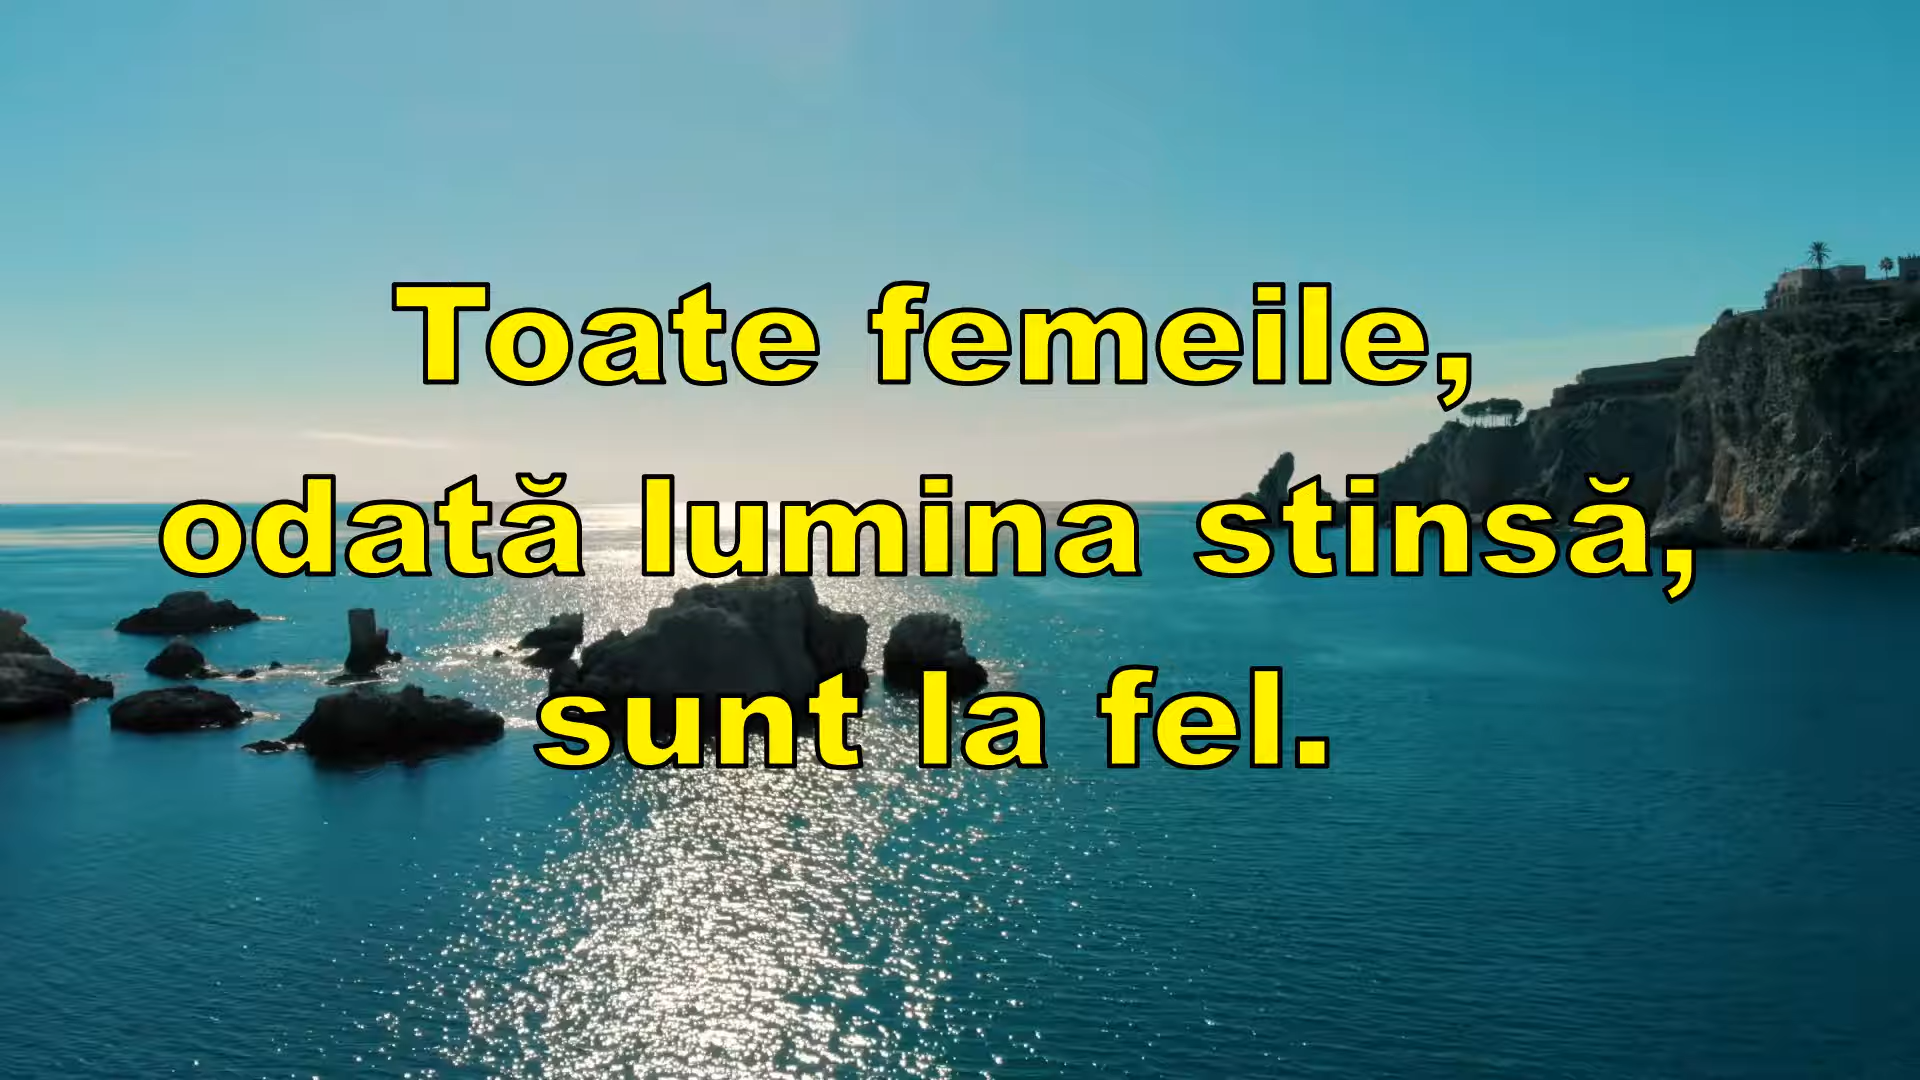 Toate femeile,
odată lumina stinsă,
sunt la fel.